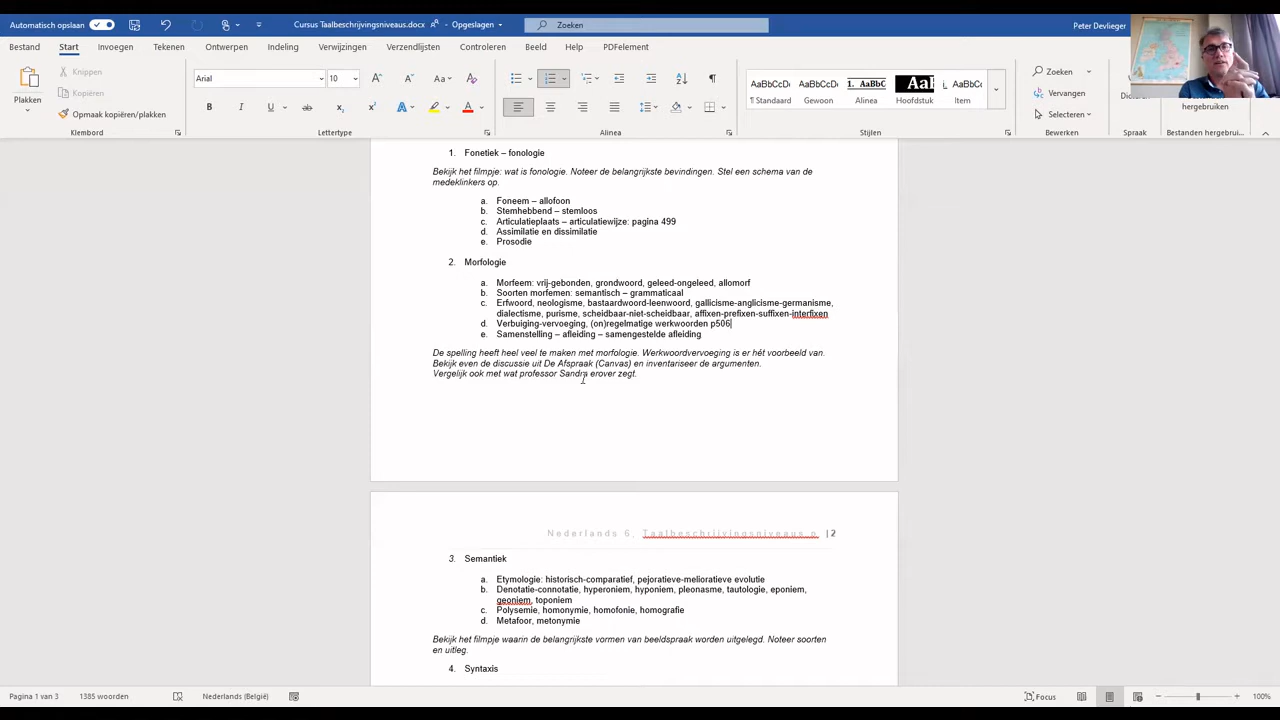 Automatisch opslaan
Cursus Taalbeschrijvingsniveaus.docx
Opgeslagen
Zoeken
Peter Devlieger
Bestand Start Invoegen Tekenen Ontwerpen Indeling Verwijzingen Verzendlijsten Controleren Beeld Help PDFelement
Plakken
Knippen
Kopiëren
Opmaak kopiëren/plakken
Klembord
Arial 10
Lettertype
Alinea
AaBbCcDc AaBbCcDc 1. AaBbC Aa AaBbCcD
¶ Standaard Gewoon Alinea Hoofdstuk Item
Stijlen
Zoeken
Vervangen
Selecteren
Bewerken
Spraak
hergebruiken
Bestanden hergebruik...
1. Fonetiek – fonologie
Bekijk het filmpje: wat is fonologie. Noteer de belangrijkste bevindingen. Stel een schema van de
medeklinkers op.
a. Foneem – allofoon
b. Stemhebbend – stemloos
c. Articulatieplaats – articulatiewijze: pagina 499
d. Assimilatie en dissimilatie
e. Prosodie
2. Morfologie
a. Morfeem: vrij-gebonden, grondwoord, geleed-ongeleed, allomorf
b. Soorten morfemen: semantisch – grammaticaal
c. Erfwoord, neologisme, bastaardwoord-leenwoord, gallicisme-anglicisme-germanisme,
dialectisme, purisme, scheidbaar-niet-scheidbaar, affixen-prefixen-suffixen-interfixen
d. Verbuiging-vervoeging, (on)regelmatige werkwoorden p506
e. Samenstelling – afleiding – samengestelde afleiding
De spelling heeft heel veel te maken met morfologie. Werkwoordvervoeging is er hét voorbeeld van.
Bekijk even de discussie uit De Afspraak (Canvas) en inventariseer de argumenten.
Vergelijk ook met wat professor Sandra erover zegt.
Nederlands 6, Taalbeschrijvingsniveaus p. |2
3. Semantiek
a. Etymologie: historisch-comparatief, pejoratieve-melioratieve evolutie
b. Denotatie-connotatie, hyperoniem, hyponiem, pleonasme, tautologie, eponiem,
geoniem, toponiem
c. Polysemie, homonymie, homofonie, homografie
d. Metafoor, metonymie
Bekijk het filmpje waarin de belangrijkste vormen van beeldspraak worden uitgelegd. Noteer soorten
en uitleg.
4. Syntaxis
Pagina 1 van 3 1385 woorden Nederlands (België) Focus 100%